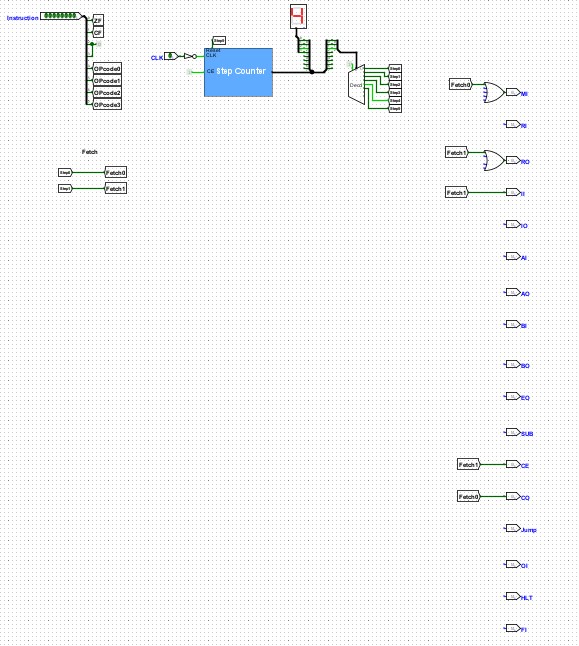 Instruction
ZF
CF
OPcode0
OPcode1
OPcode2
OPcode3
CLK
Reset
CLK
CE
Step Counter
4
Decd
Step0
Step1
Step2
Step3
Step4
Fetch
Step0
Fetch0
Step1
Fetch1
Fetch0
MI
RI
Fetch1
RO
Fetch1
II
IO
AI
AO
BI
BO
EO
SUB
Fetch1
CE
Fetch0
CO
Jump
OI
HLT
FI